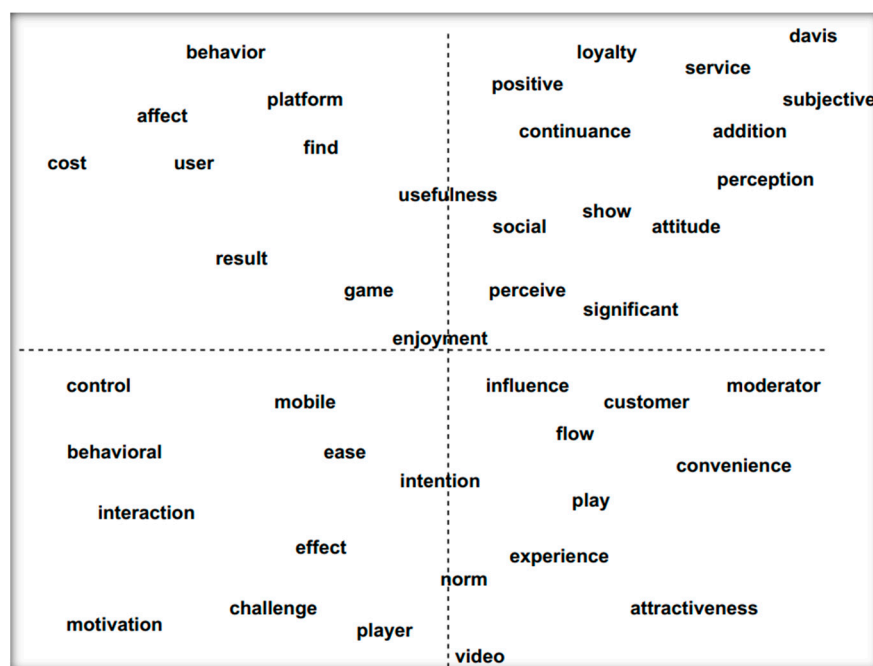 davis
behavior
loyalty
service
positive
platform
subjective
affect
continuance
addition
find
cost
user
perception
usefulness
show
social
attitude
result
game
perceive
significant
enjoyment
control
influence
moderator
mobile
customer
flow
behavioral
ease
convenience
intention
play
interaction
effect
experience
norm
challenge
attractiveness
motivation
player
video